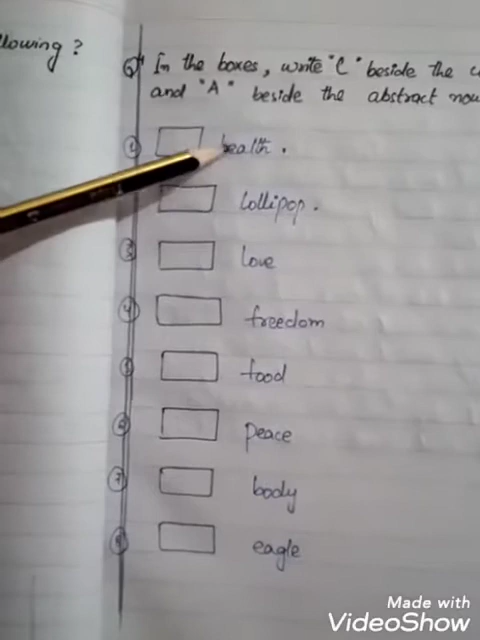 llowing ?
Q In the boxes, write "C" beside the
and "A" beside the abstract nou
1 health .
lollipop .
3 love
4 freedom
5 food
6 peace
7 body
8 eagle
Made with
VideoShow